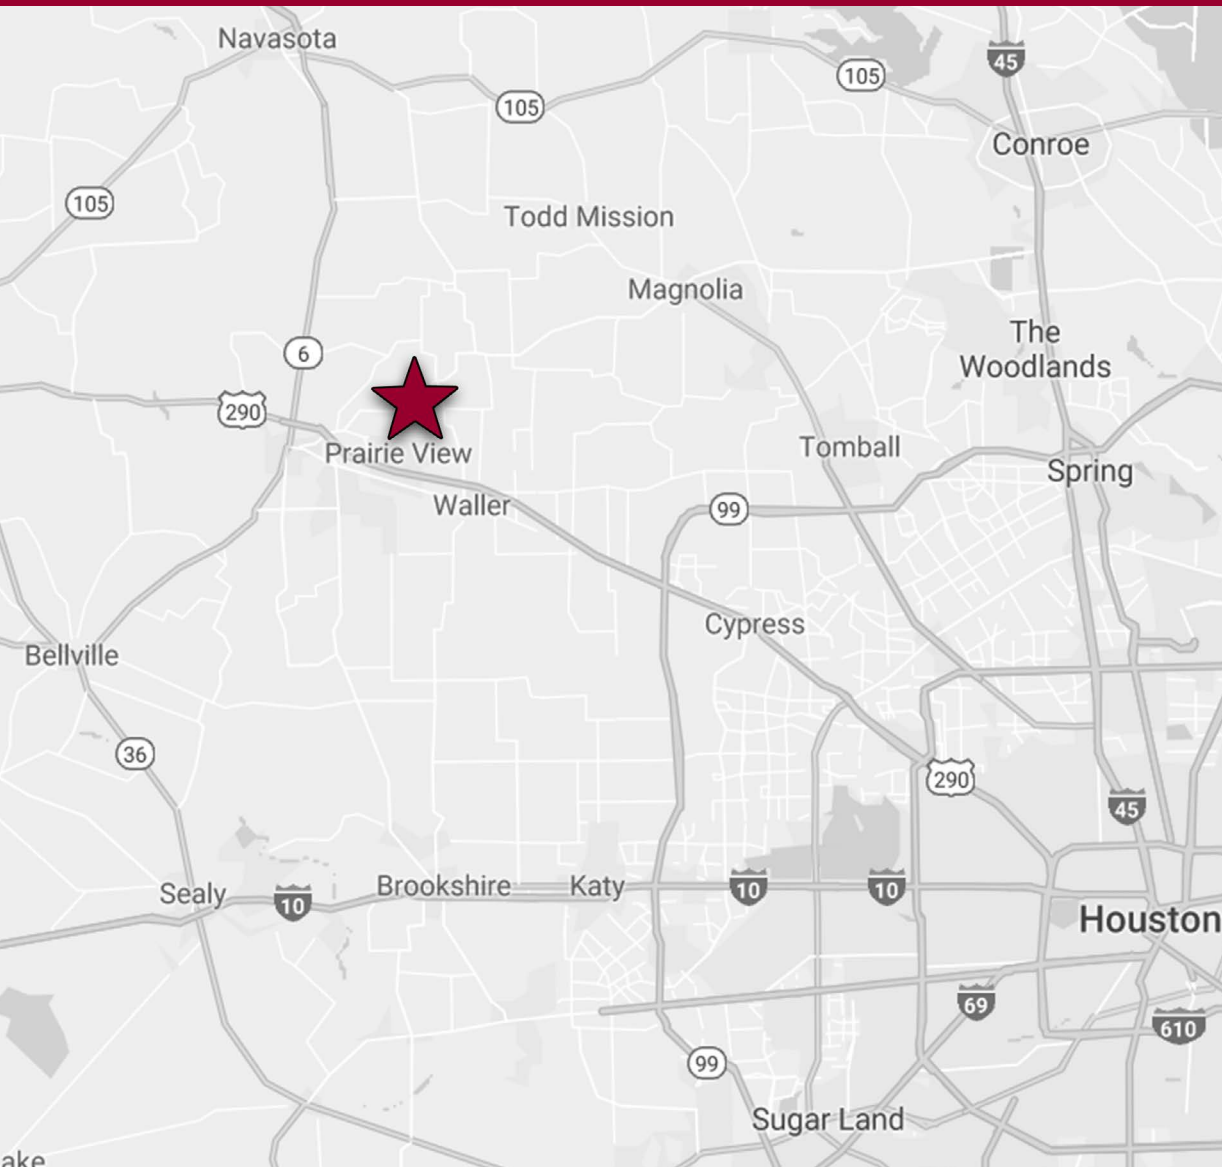 Navasota
45
105
105
Conroe
105
Todd Mission
Magnolia
The
Woodlands
6
290
Prairie View
Tomball
Spring
Waller
99
Cypress
Bellville
36
290
45
Sealy
10
Brookshire
Katy
10
10
Houston
69
610
99
Sugar Land
ake